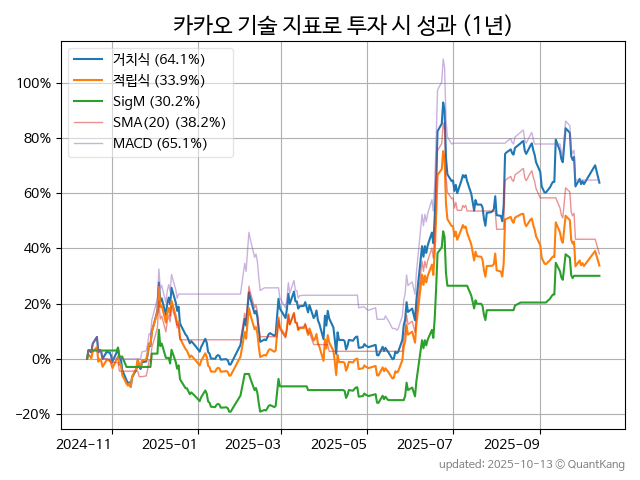 카카오 기술 지표로 투자 시 성과 (1년)
거치식 (64.1%)
적립식 (33.9%)
SigM (30.2%)
SMA(20) (38.2%)
MACD (65.1%)
100%
80%
60%
40%
20%
0%
−20%
2024-11 2025-01 2025-03 2025-05 2025-07 2025-09
updated: 2025-10-13 ⓒ QuantKang